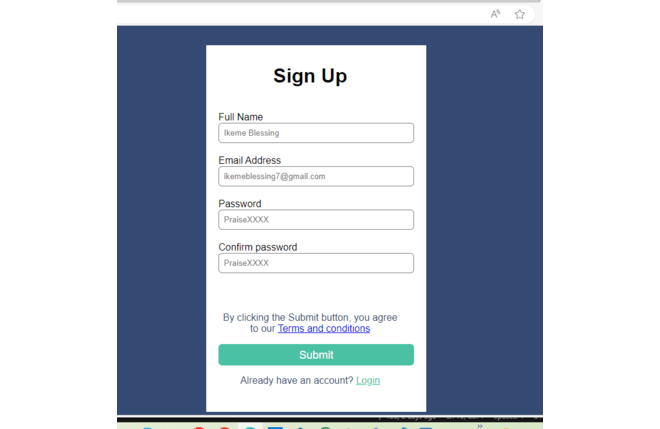 Sign Up
Full Name
Ikeme Blessing
Email Address
ikemeblessing7@gmail.com
Password
PraiseXXXX
Confirm password
PraiseXXXX
By clicking the Submit button, you agree
to our Terms and conditions
Submit
Already have an account? Login